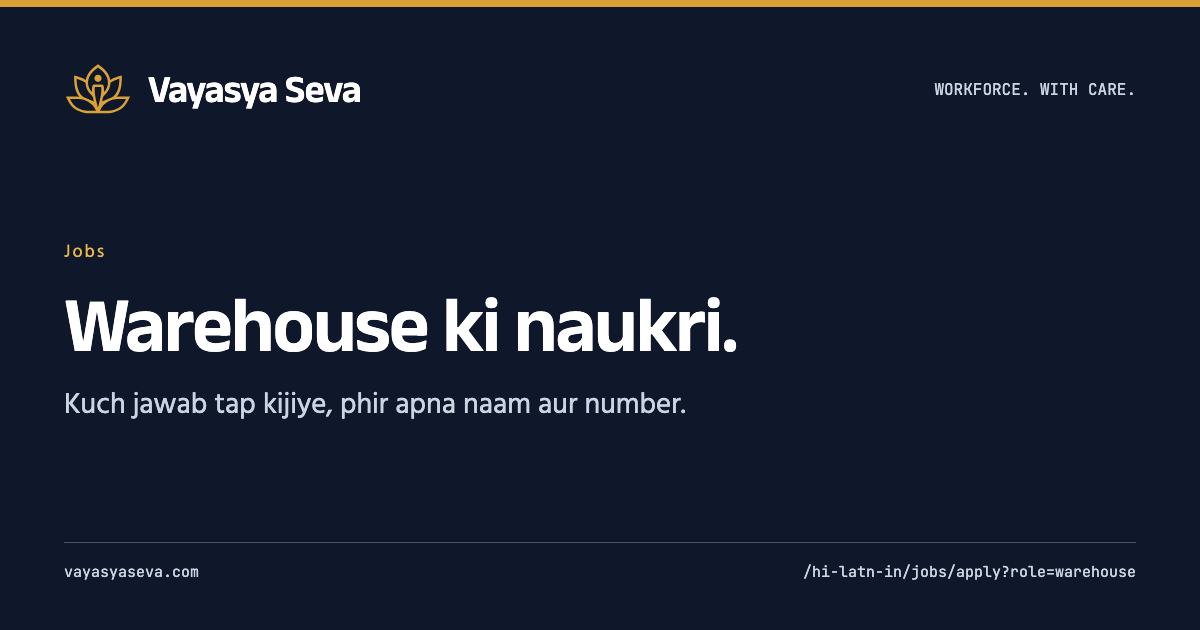 Vayasya Seva
WORKFORCE. WITH CARE.
Jobs
Warehouse ki naukri.
Kuch jawab tap kijiye, phir apna naam aur number.
vayasyaseva.com
/hi-latn-in/jobs/apply?role=warehouse